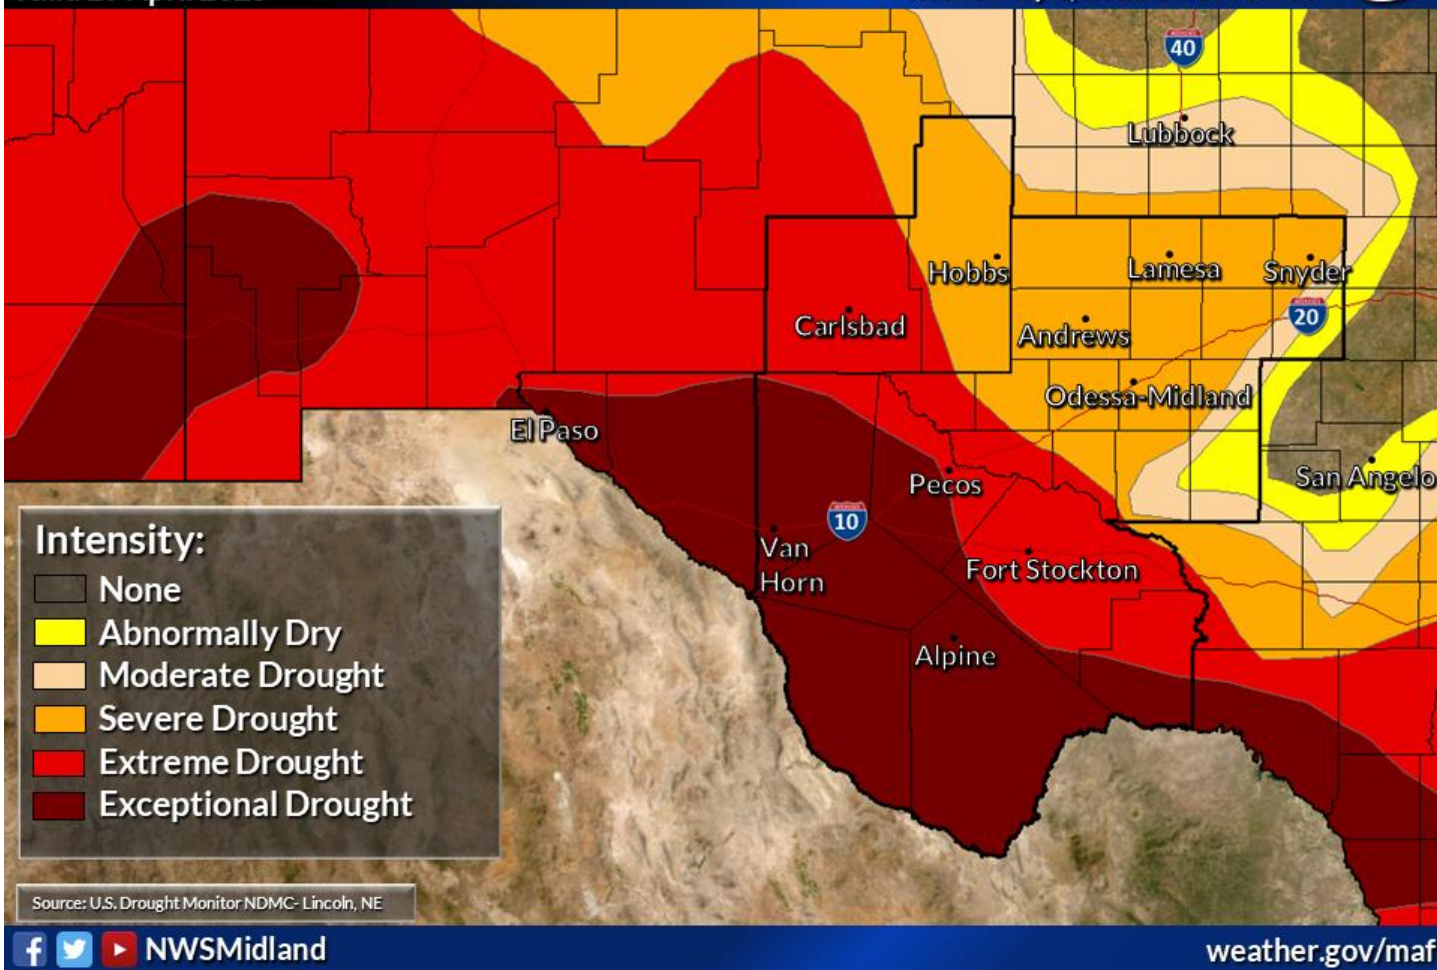 40
Lubbock
Hobbs
Lamesa
Snyder
20
Carlsbad
Andrews
Odessa-Midland
El Paso
San Angelo
Pecos
10
Van
Horn
Fort Stockton
Alpine
Intensity:
None
Abnormally Dry
Moderate Drought
Severe Drought
Extreme Drought
Exceptional Drought
Source: U.S. Drought Monitor NDMC- Lincoln, NE
NWSMidland
weather.gov/maf